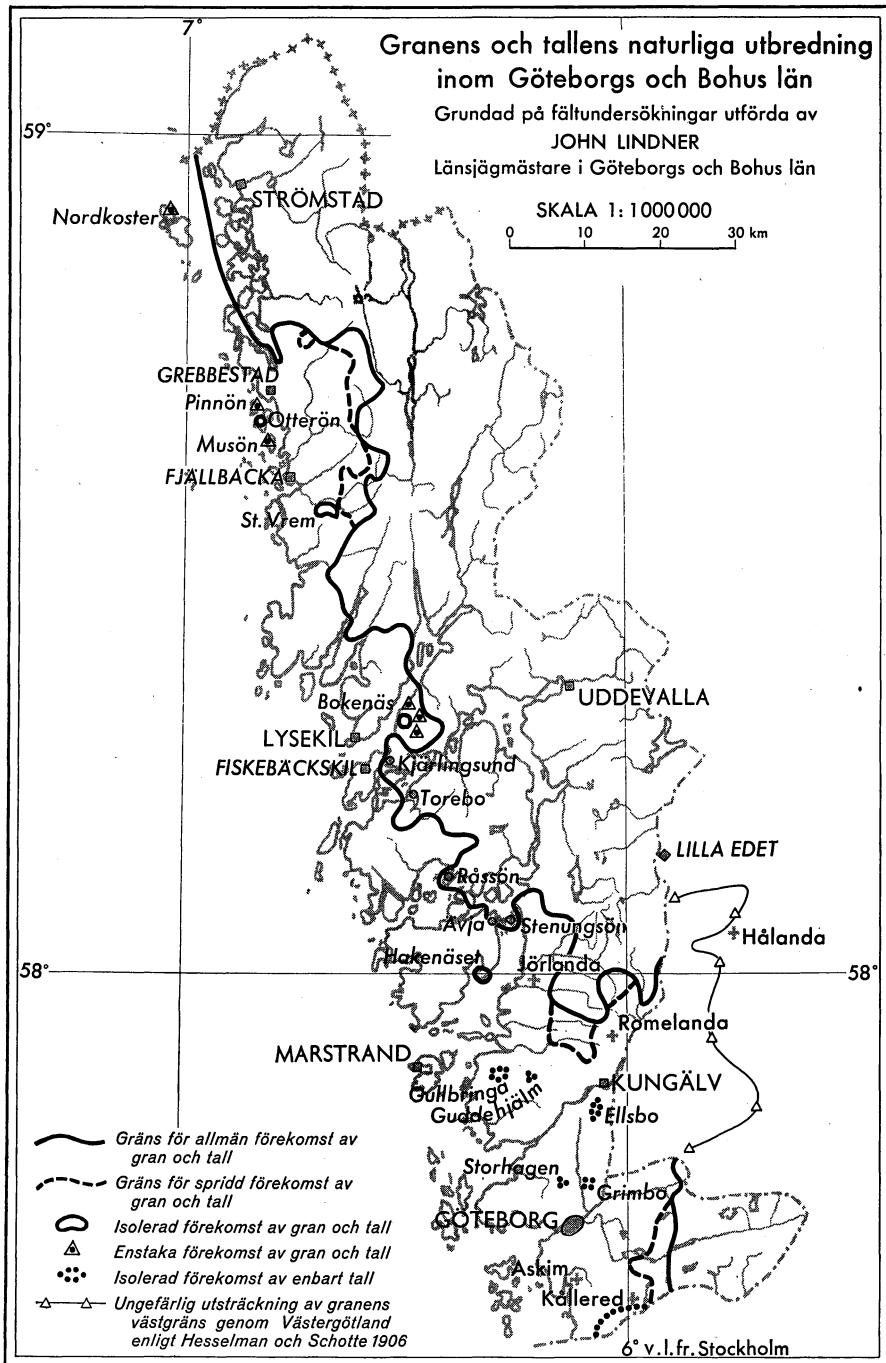 7°
Granens och tallens naturliga utbredning
inom Göteborgs och Bohus län
Grundad på fältundersökningar utförda av
JOHN LINDNER
Länsjägmästare i Göteborgs och Bohus län
SKALA 1:1000000
0 10 20 30 km
59°
STRÖMSTAD
Nordkoster
GREBBESTAD
Pinnön
Otterön
Musön
FJÄLLBACKA
St. Vrem
Bokenäs
UDDEVALLA
LYSEKIL
FISKEBÄCKSKIL
Kjärlingsund
Torebo
LILLA EDET
Råssön
Avja
Stenungsön
Hålanda
Hakenäset
Jörlanda
58°
58°
Romelanda
MARSTRAND
KUNGÄLV
Gullbringa
Guddehjälm
Ellsbo
Gräns för allmän förekomst av
gran och tall
Storhagen
Gräns för spridd förekomst av
gran och tall
Grimbo
GÖTEBORG
Isolerad förekomst av gran och tall
Enstaka förekomst av gran och tall
Askim
Isolerad förekomst av enbart tall
Kållered
Ungefärlig utsträckning av granens
västgräns genom Västergötland
enligt Hesselman och Schotte 1906
6° v.l.fr. Stockholm